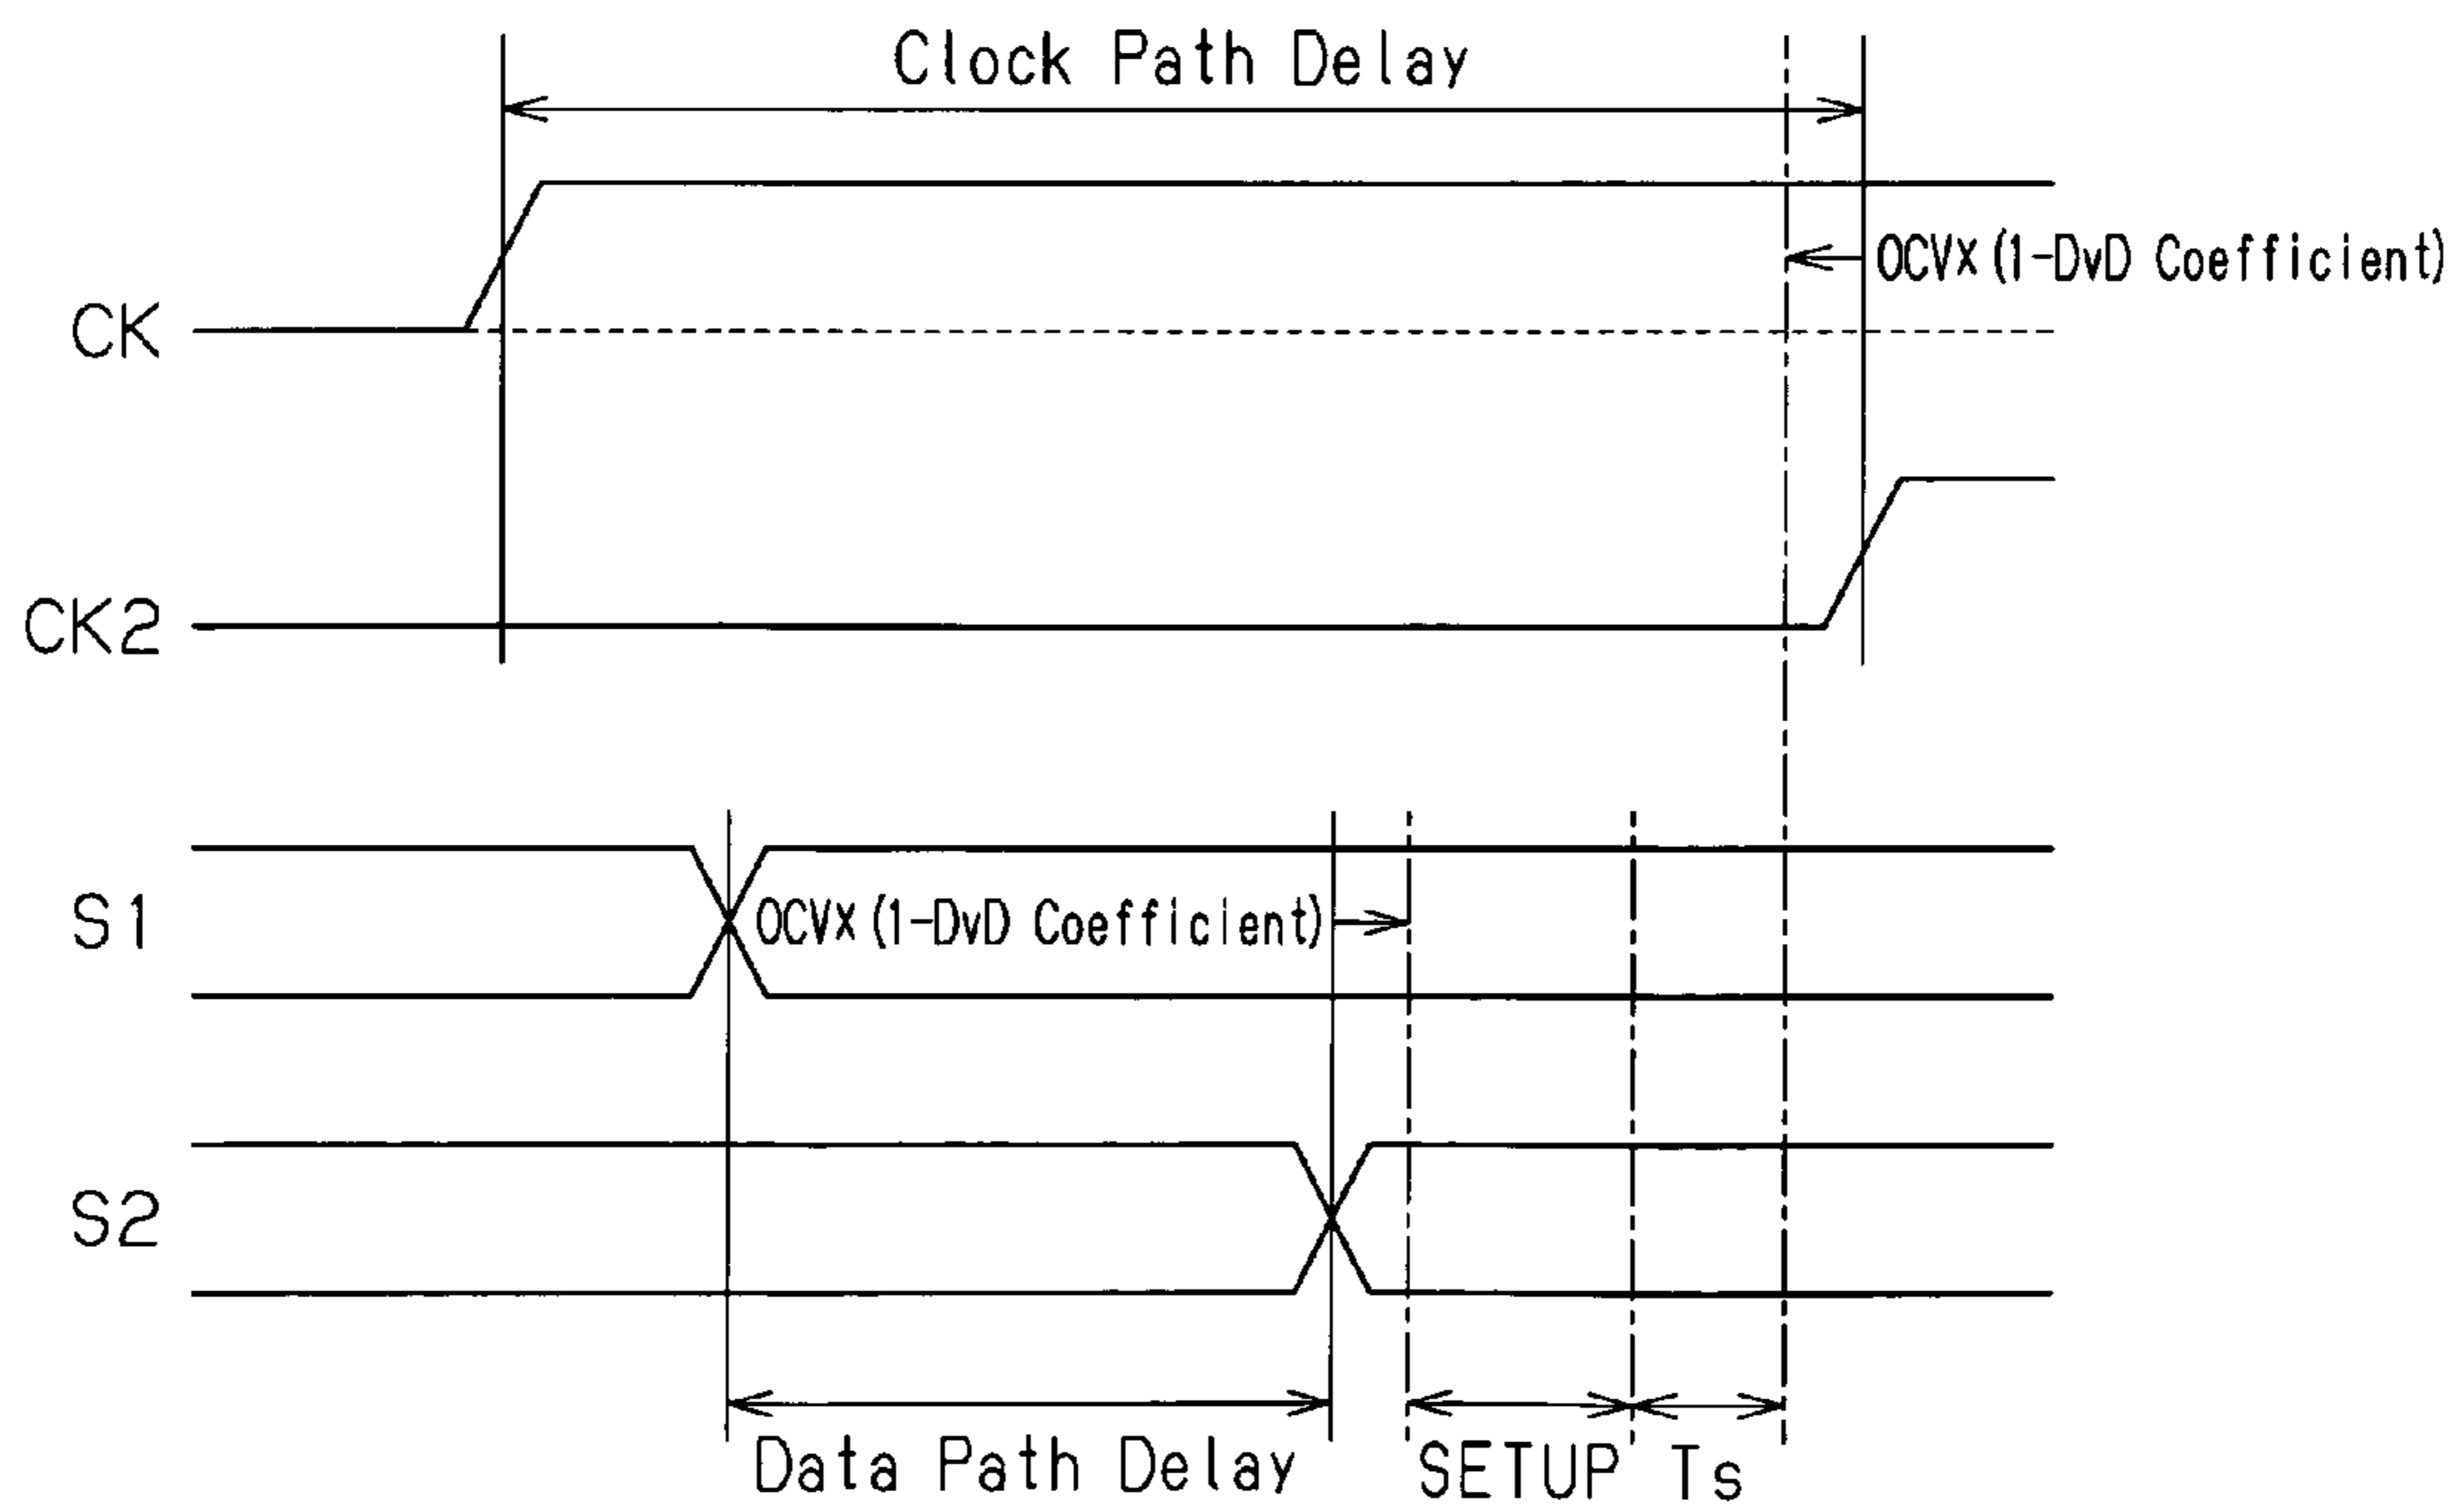 Clock Path Delay
OCVX(1-DvD Coefficient)
CK
CK2
S1
OCVX(1-DvD Coefficient)
S2
Data Path Delay
SETUP
Ts